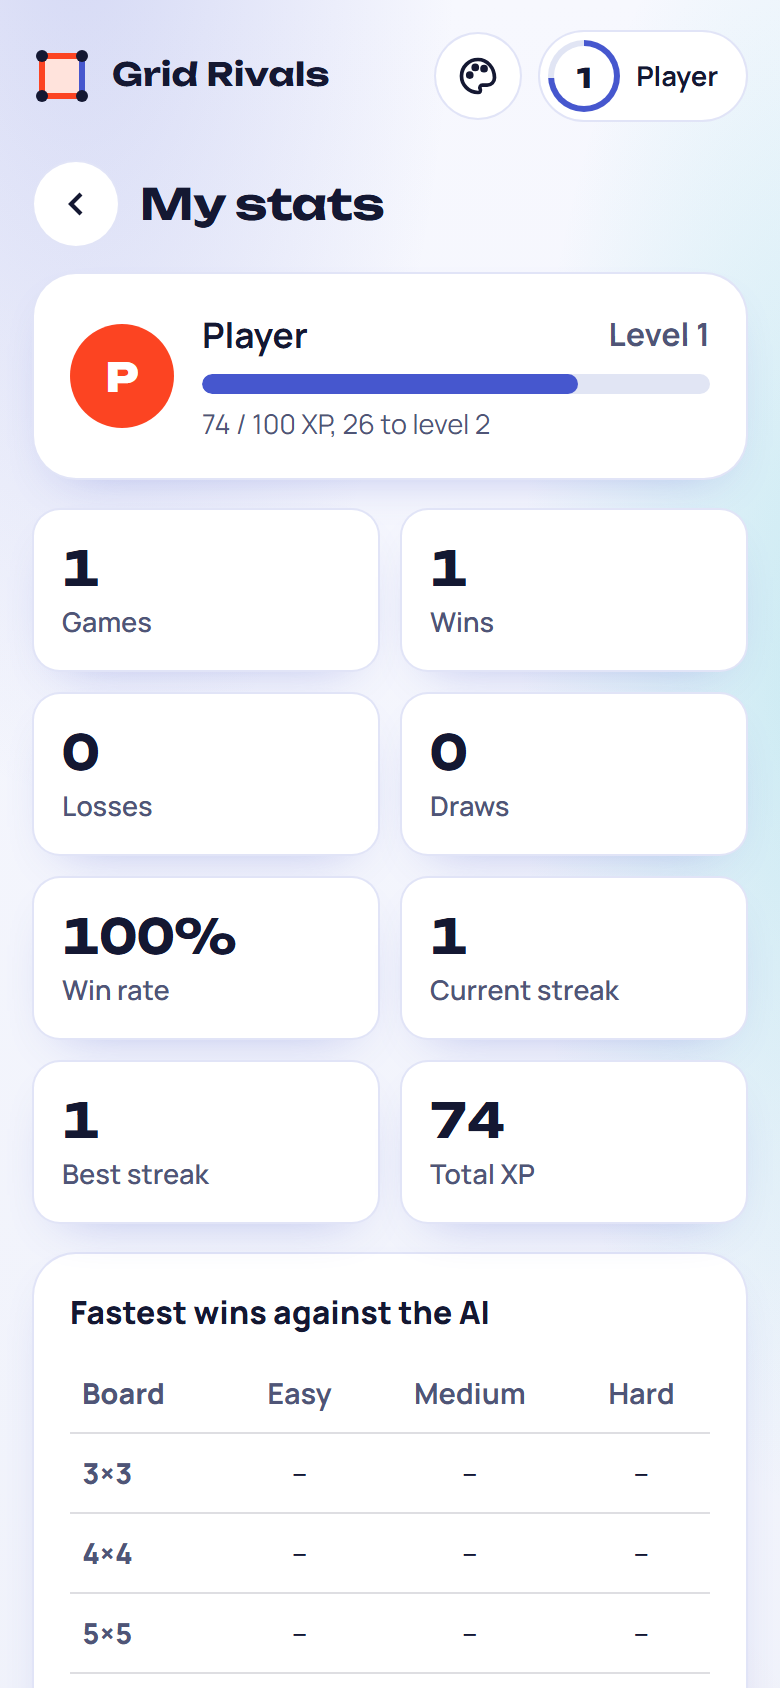 Grid Rivals
1 Player
My stats
P
Player
Level 1
74 / 100 XP, 26 to level 2
1
Games
1
Wins
0
Losses
0
Draws
100%
Win rate
1
Current streak
1
Best streak
74
Total XP
Fastest wins against the AI
Board Easy Medium Hard
3×3 – – –
4×4 – – –
5×5 – – –